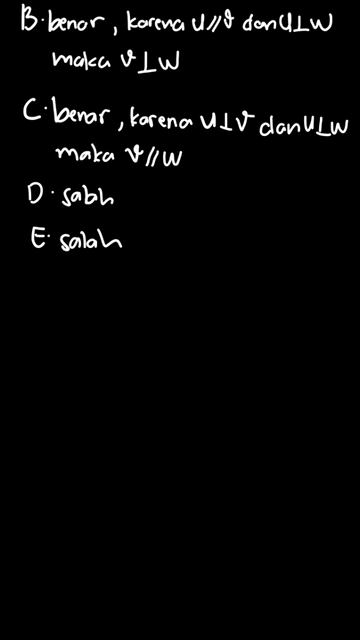 B. benar, karena u // v dan u ⊥ w
maka v ⊥ w
C. benar, karena u ⊥ v dan u ⊥ w
maka v // w
D. salah
E. salah